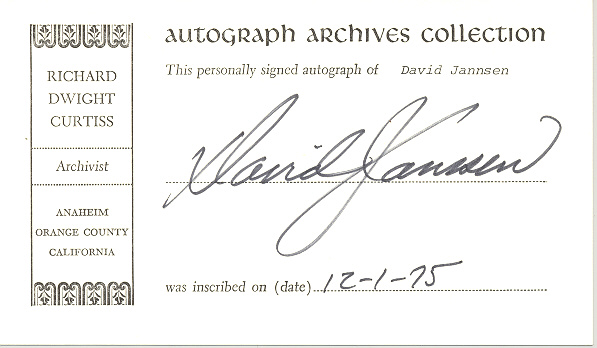 AUTOGRAPH ARCHIVES COLLECTION
This personally signed autograph of David Jannsen
David Janssen
was inscribed on (date) 12-1-75
RICHARD
DWIGHT
CURTISS
Archivist
ANAHEIM
ORANGE COUNTY
CALIFORNIA